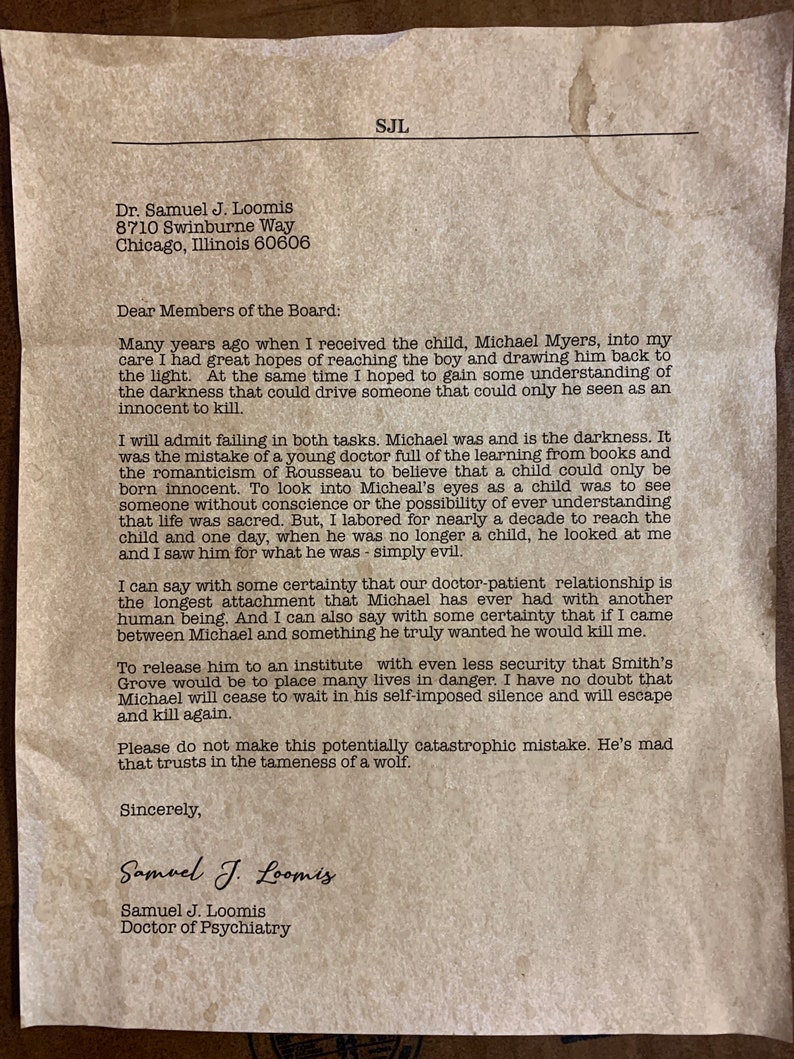 SJL
Dr. Samuel J. Loomis
8710 Swinburne Way
Chicago, Illinois 60606
Dear Members of the Board:
Many years ago when I received the child, Michael Myers, into my
care I had great hopes of reaching the boy and drawing him back to
the light. At the same time I hoped to gain some understanding of
the darkness that could drive someone that could only he seen as an
innocent to kill.
I will admit failing in both tasks. Michael was and is the darkness. It
was the mistake of a young doctor full of the learning from books and
the romanticism of Rousseau to believe that a child could only be
born innocent. To look into Micheal's eyes as a child was to see
someone without conscience or the possibility of ever understanding
that life was sacred. But, I labored for nearly a decade to reach the
child and one day, when he was no longer a child, he looked at me
and I saw him for what he was - simply evil.
I can say with some certainty that our doctor-patient relationship is
the longest attachment that Michael has ever had with another
human being. And I can also say with some certainty that if I came
between Michael and something he truly wanted he would kill me.
To release him to an institute with even less security that Smith's
Grove would be to place many lives in danger. I have no doubt that
Michael will cease to wait in his self-imposed silence and will escape
and kill again.
Please do not make this potentially catastrophic mistake. He's mad
that trusts in the tameness of a wolf.
Sincerely,
Samuel J. Loomis
Samuel J. Loomis
Doctor of Psychiatry